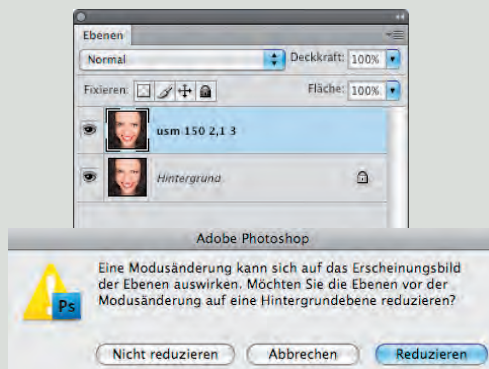 Ebenen
Normal Deckkraft: 100%
Fixieren: Fläche: 100%
usm 150 2,1 3
Hintergrund
Adobe Photoshop
Ps
Eine Modusänderung kann sich auf das Erscheinungsbild
der Ebenen auswirken. Möchten Sie die Ebenen vor der
Modusänderung auf eine Hintergrundebene reduzieren?
Nicht reduzieren Abbrechen Reduzieren